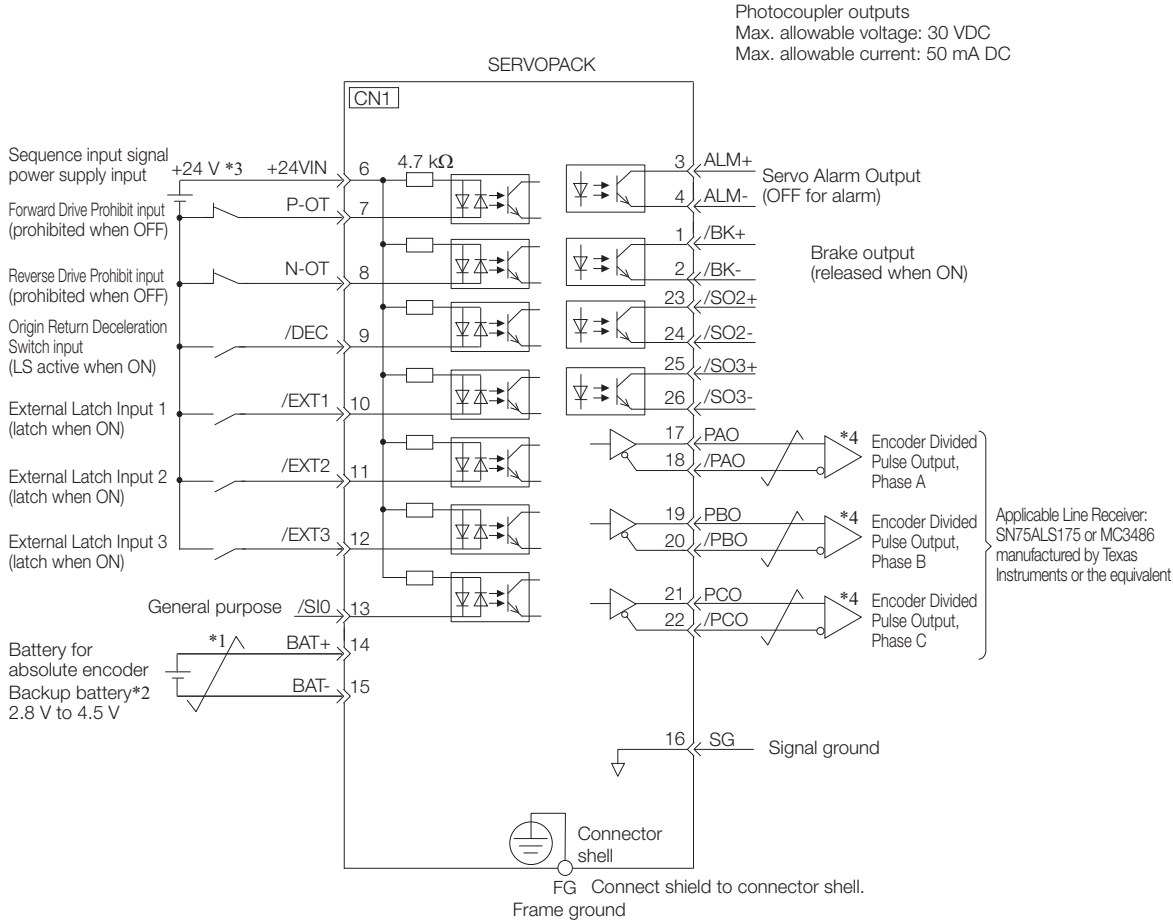 Photocoupler outputs
Max. allowable voltage: 30 VDC
Max. allowable current: 50 mA DC
SERVOPACK
CN1
Sequence input signal
power supply input
+24 V *3
+24VIN
6
4.7 kΩ
Forward Drive Prohibit input
(prohibited when OFF)
P-OT
7
Reverse Drive Prohibit input
(prohibited when OFF)
N-OT
8
Origin Return Deceleration
Switch input
(LS active when ON)
/DEC
9
External Latch Input 1
(latch when ON)
/EXT1
10
External Latch Input 2
(latch when ON)
/EXT2
11
External Latch Input 3
(latch when ON)
/EXT3
12
General purpose
/SI0
13
Battery for
absolute encoder
Backup battery*2
2.8 V to 4.5 V
*1
BAT+
14
BAT-
15
3
ALM+
4
ALM-
Servo Alarm Output
(OFF for alarm)
1
/BK+
2
/BK-
Brake output
(released when ON)
23
/SO2+
24
/SO2-
25
/SO3+
26
/SO3-
17
PAO
18
/PAO
*4
Encoder Divided
Pulse Output,
Phase A
19
PBO
20
/PBO
*4
Encoder Divided
Pulse Output,
Phase B
21
PCO
22
/PCO
*4
Encoder Divided
Pulse Output,
Phase C
Applicable Line Receiver:
SN75ALS175 or MC3486
manufactured by Texas
Instruments or the equivalent
16
SG
Signal ground
Connector
shell
FG
Connect shield to connector shell.
Frame ground